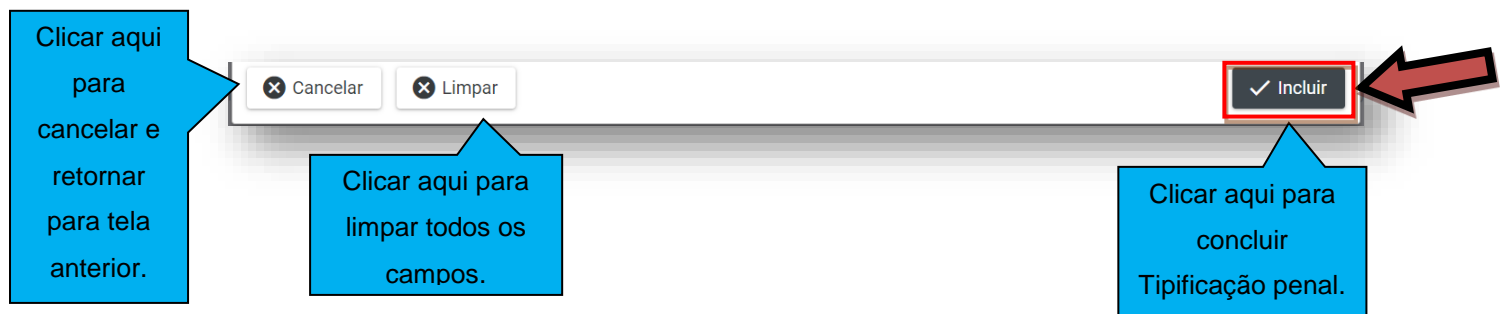 Clicar aqui
para
cancelar e
retornar
para tela
anterior.
Cancelar
Limpar
Incluir
Clicar aqui para
limpar todos os
campos.
Clicar aqui para
concluir
Tipificação penal.